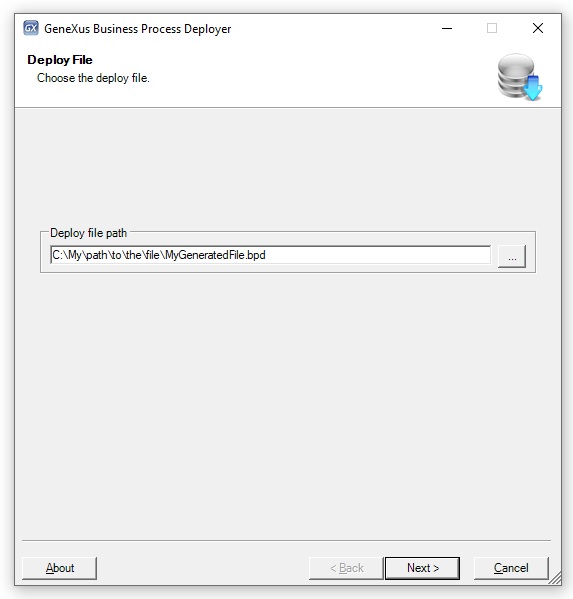 GX GeneXus Business Process Deployer
Deploy File
Choose the deploy file.
Deploy file path
C:\My\path\to\the\file\MyGeneratedFile.bpd
...
About
< Back
Next >
Cancel